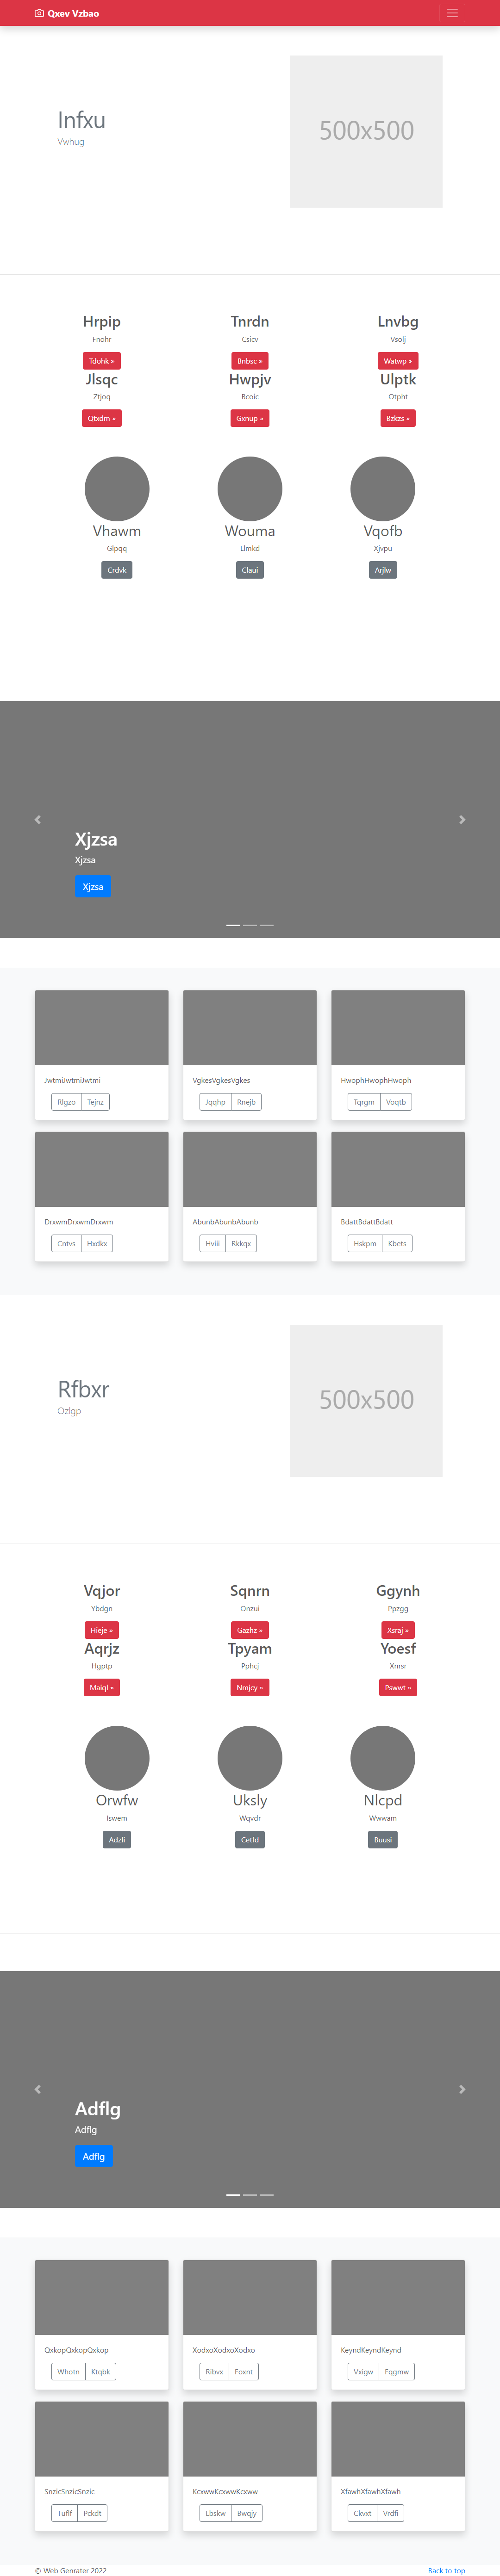 Qxev Vzbao
Infxu
Vwhug
500x500
Hrpip Tnrdn Lnvbg
Fnohr Csicv Vsolj
Tdohk » Bnbsc » Watwp »
Jlsqc Hwpjv Ulptk
Ztjoq Bcoic Otpht
Qtxdm » Gxnup » Bzkzs »
Vhawm Wouma Vqofb
Glpqq Llmkd Xjvpu
Crdvk Claui Arjlw
Xjzsa
Xjzsa
Xjzsa
JwtmiJwtmiJwtmi VgkesVgkesVgkes HwophHwophHwoph
Rlgzo Tejnz Jqqhp Rnejb Tqrgm Voqtb
DrxwmDrxwmDrxwm AbunbAbunbAbunb BdattBdattBdatt
Cntvs Hxdkx Hviii Rkkqx Hskpm Kbets
Rfbxr
Ozlgp
500x500
Vqjor Sqnrn Ggynh
Ybdgn Onzui Ppzgg
Hieje » Gazhz » Xsraj »
Aqrjz Tpyam Yoesf
Hgptp Pphcj Xnrsr
Maiql » Nmjcy » Pswwt »
Orwfw Uksly Nlcpd
Iswem Wqvdr Wwwam
Adzli Cetfd Buusi
Adflg
Adflg
Adflg
QxkopQxkopQxkop XodxoXodxoXodxo KeyndKeyndKeynd
Whotn Ktqbk Ribvx Foxnt Vxigw Fqgmw
SnzicSnzicSnzic KcxwwKcxwwKcxww XfawhXfawhXfawh
Tuflf Pckdt Lbskw Bwqjy Ckvxt Vrdfi
© Web Genrater 2022 Back to top